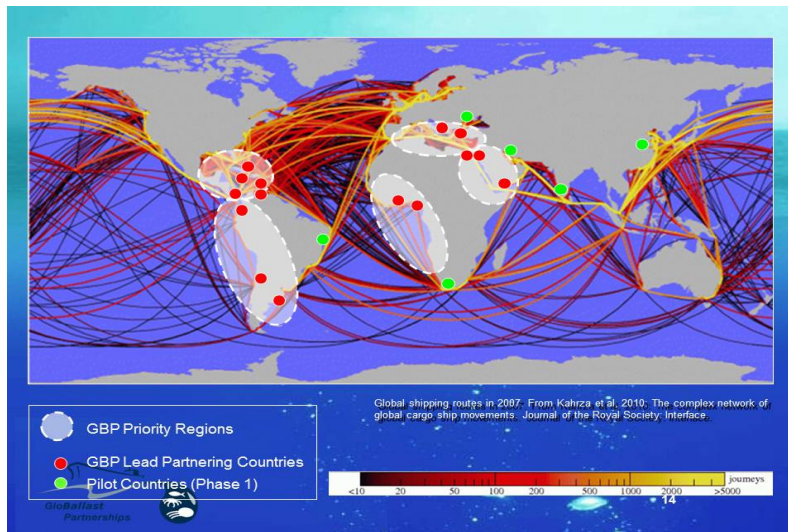 Global shipping routes in 2007: From Kahrza et al, 2010; The complex network of
global cargo ship movements. Journal of the Royal Society; Interface.
GBP Priority Regions
GBP Lead Partnering Countries
Pilot Countries (Phase 1)
GloBallast
Partnerships
journeys
<10 20 50 100 200 500 1000 2000 >5000
14